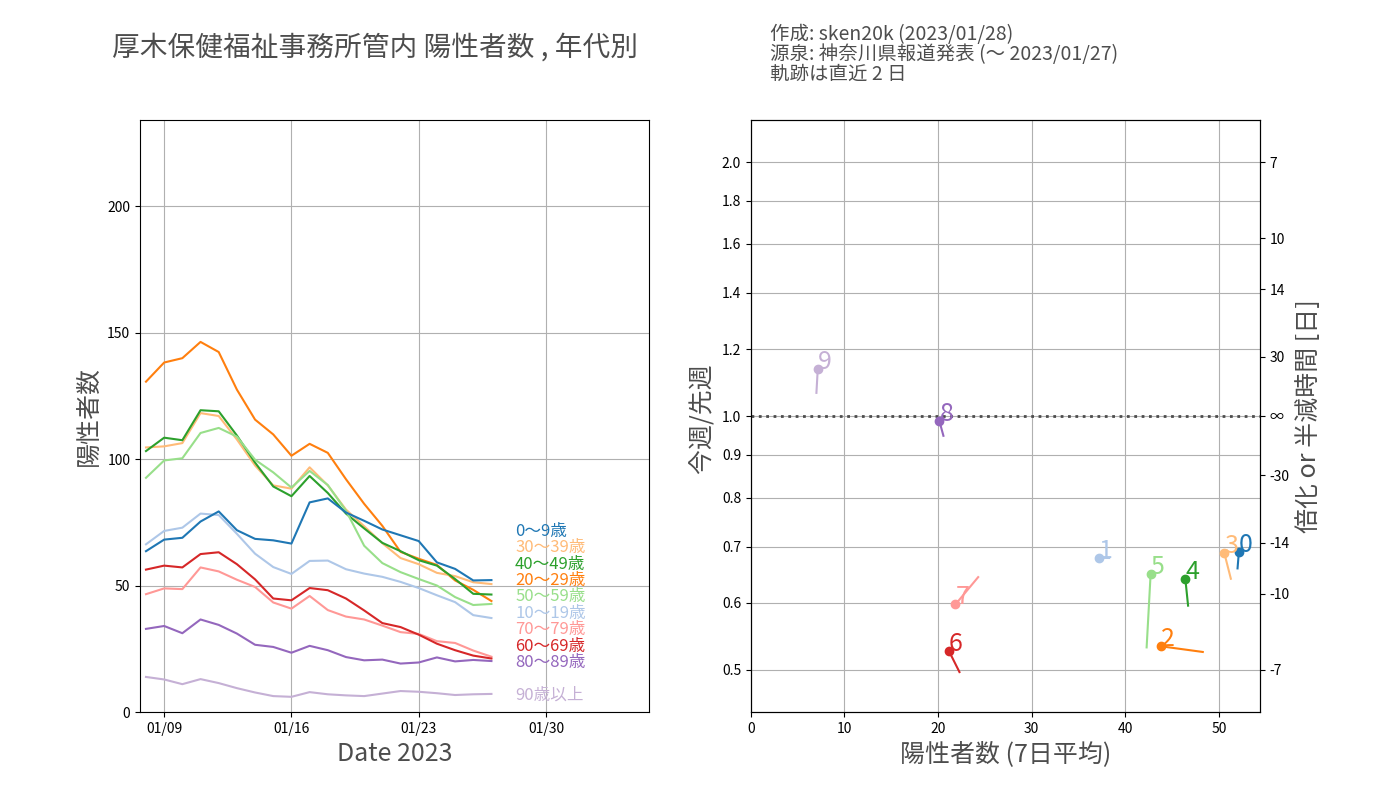 厚木保健福祉事務所管内 陽性者数 , 年代別
作成: sken20k (2023/01/28)
源泉: 神奈川県報道発表 (〜 2023/01/27)
軌跡は直近 2 日
陽性者数
200
150
100
50
0
01/09
01/16
01/23
01/30
Date 2023
0〜9歳
30〜39歳
40〜49歳
20〜29歳
50〜59歳
10〜19歳
70〜79歳
60〜69歳
80〜89歳
90歳以上
今週/先週
2.0
1.8
1.6
1.4
1.2
1.0
0.9
0.8
0.7
0.6
0.5
0
10
20
30
40
50
陽性者数 (7日平均)
9
8
1
3
0
5
4
7
2
6
7
10
14
30
∞
-30
-14
-10
-7
倍化 or 半減時間 [日]